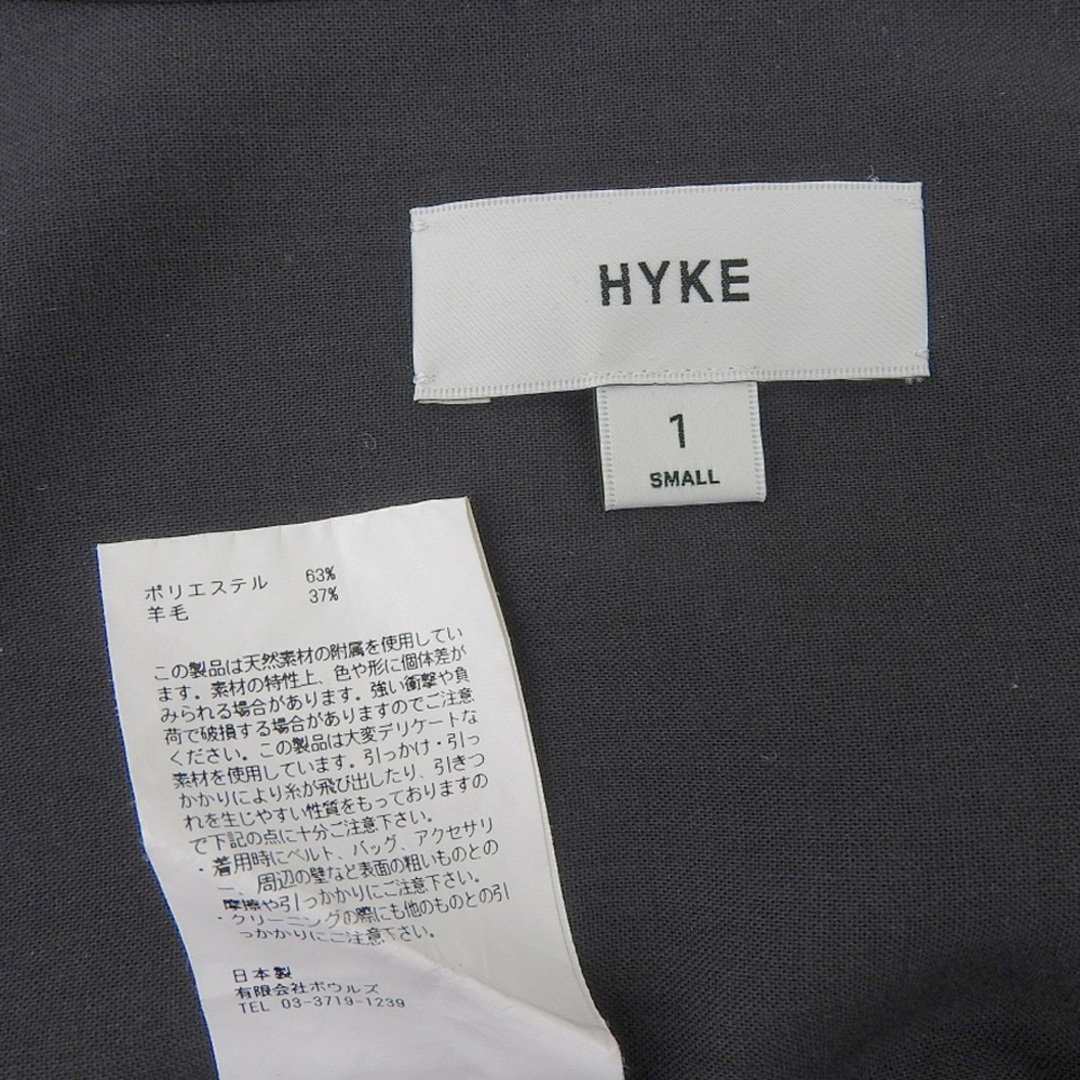 HYKE
1
SMALL
ポリエステル 63%
羊毛 37%
この製品は天然素材の附属を使用してい
ます。素材の特性上、色や形に個体差が
みられる場合があります。強い衝撃や負
荷で破損する場合がありますのでご注意
ください。この製品は大変デリケートな
素材を使用しています。引っかけ・引っ
かかりにより糸が飛び出したり、引きつ
れを生じやすい性質をもっておりますの
で下記の点に十分ご注意下さい。
・着用時にベルト、バッグ、アクセサリ
ー、周辺の壁など表面の粗いものとの
摩擦や引っかかりにご注意下さい。
・クリーニングの際にも他のものとの引
っかかりにご注意下さい。
日本製
有限会社ボウルズ
TEL 03-3719-1239